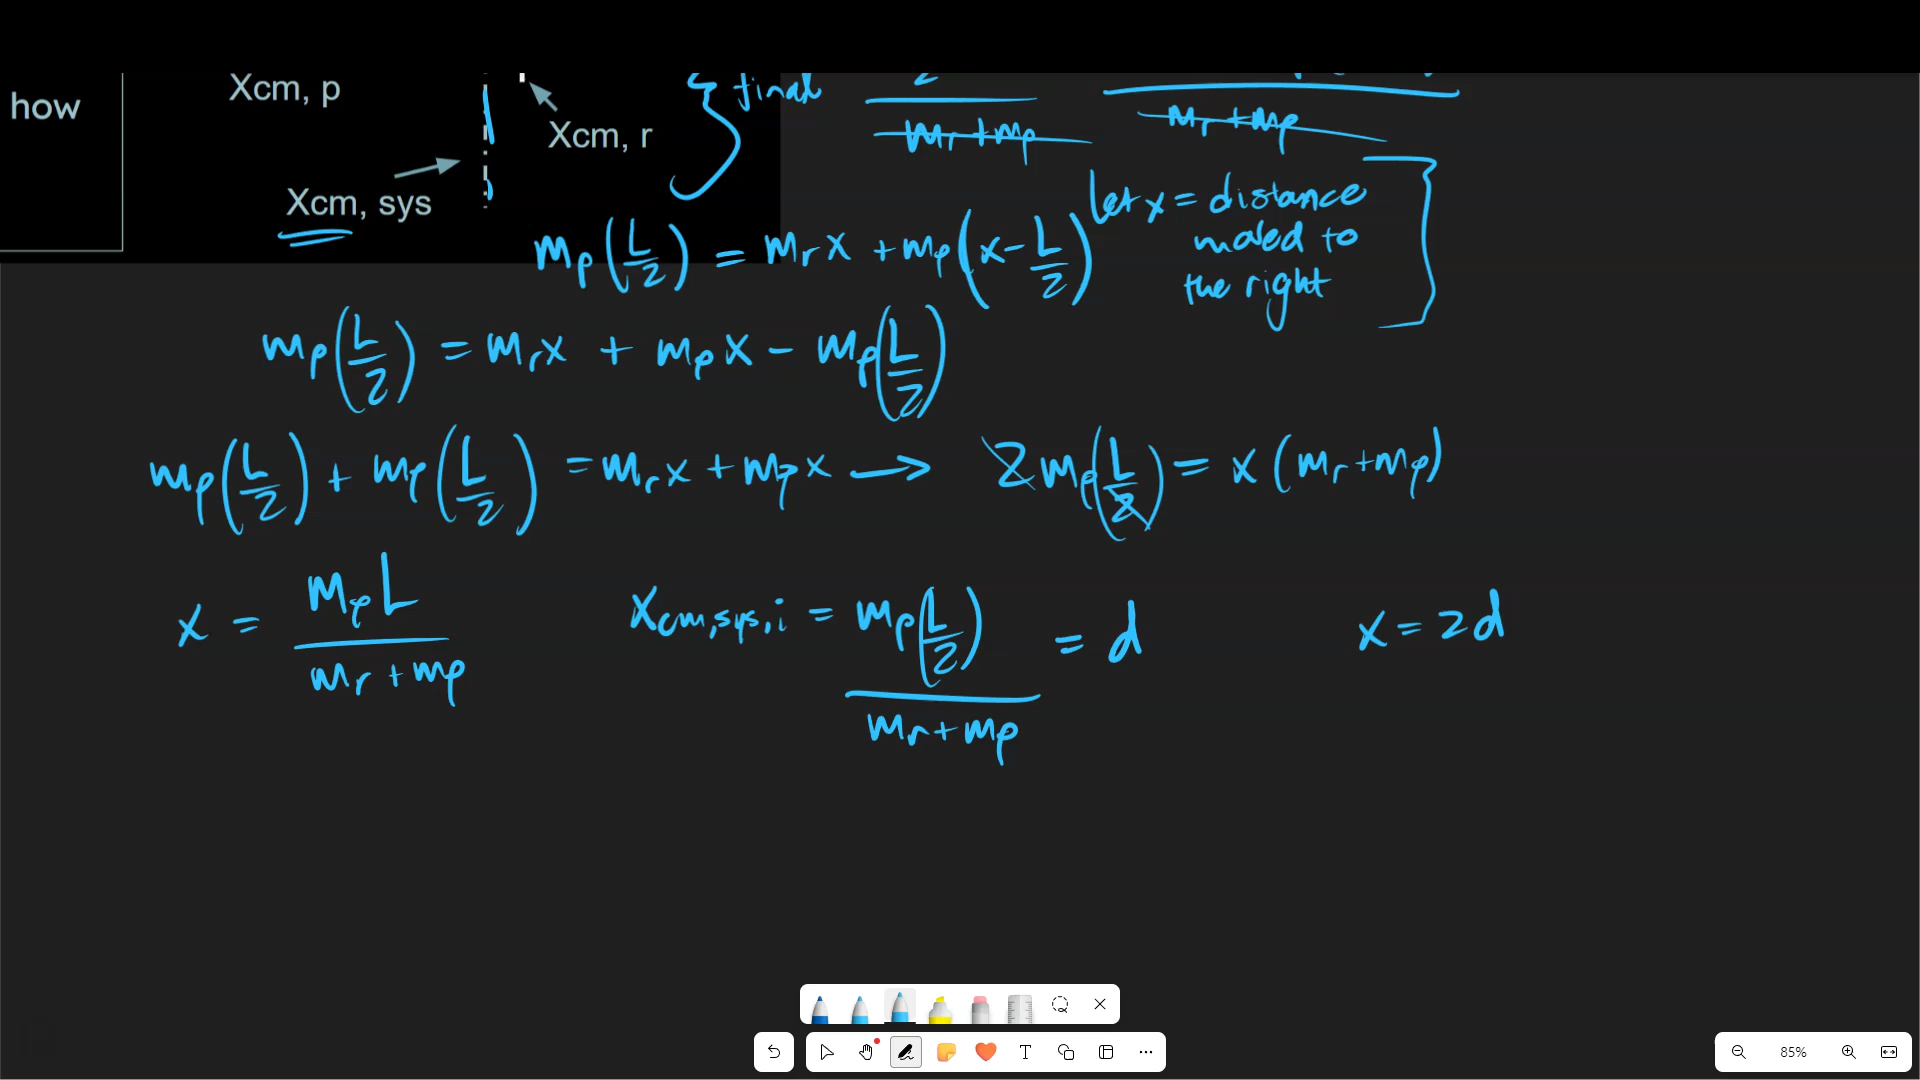 Xcm, p
how
Xcm, r
Xcm, sys
} final
2
mr + mp
mr + mp
let x = distance
moved to
the right
mp(L/2) = mrx + mp(x - L/2)
mp(L/2) = mrx + mpx - mp(L/2)
mp(L/2) + mp(L/2) = mrx + mpx → 2mp(L/2) = x(mr+mp)
x = mpL/(mr + mp)
xcm,sys,i = mp(L/2)/(mr+mp) = d
x = 2d
T
85%